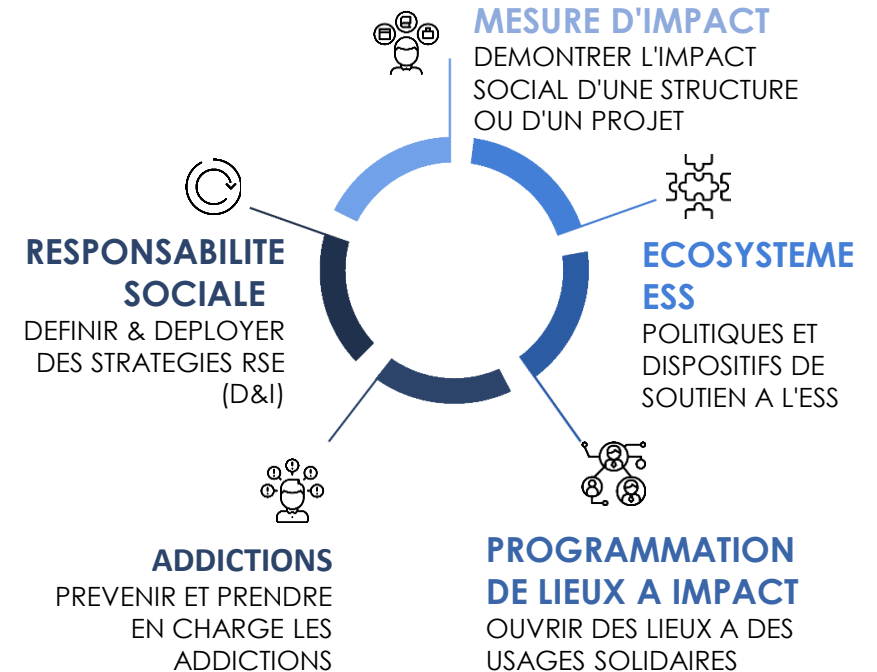 MESURE D'IMPACT
DEMONTRER L'IMPACT
SOCIAL D'UNE STRUCTURE
OU D'UN PROJET
ECOSYSTEME
ESS
POLITIQUES ET
DISPOSITIFS DE
SOUTIEN A L'ESS
PROGRAMMATION
DE LIEUX A IMPACT
OUVRIR DES LIEUX A DES
USAGES SOLIDAIRES
ADDICTIONS
PREVENIR ET PRENDRE
EN CHARGE LES
ADDICTIONS
RESPONSABILITE
SOCIALE
DEFINIR & DEPLOYER
DES STRATEGIES RSE
(D&I)